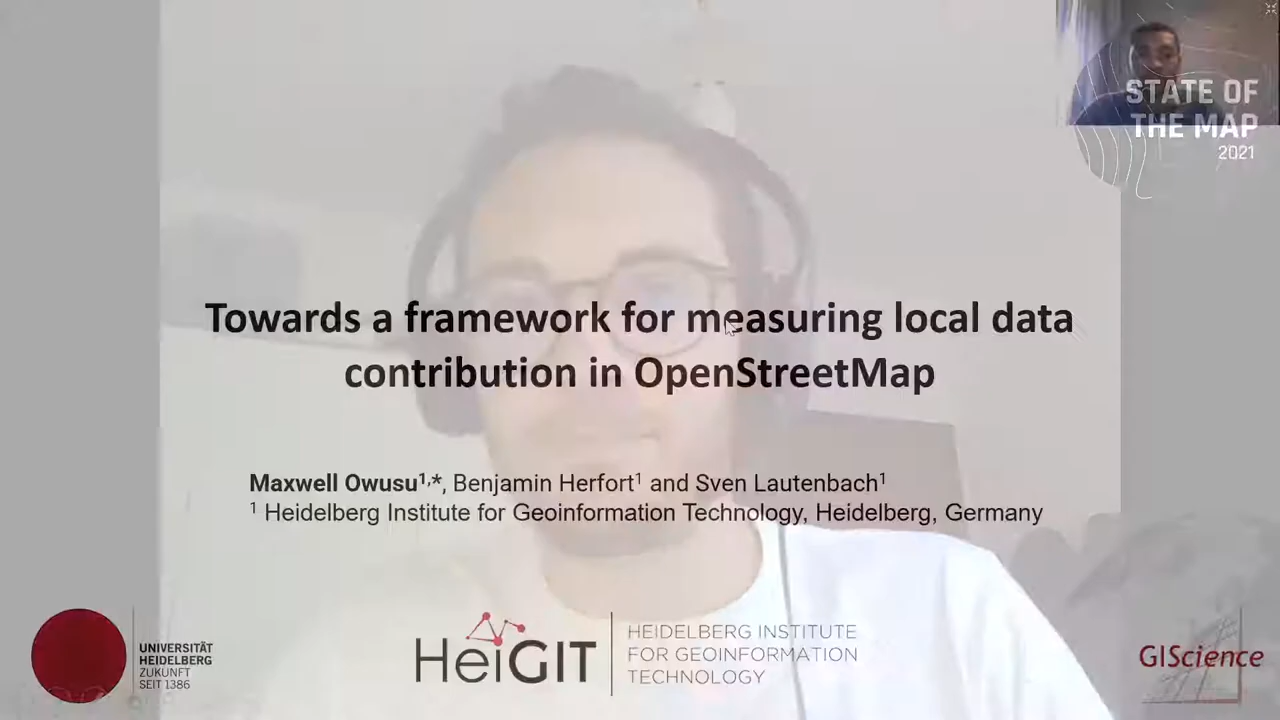 STATE OF
THE MAP
2021
Towards a framework for measuring local data
contribution in OpenStreetMap
Maxwell Owusu¹,*, Benjamin Herfort¹ and Sven Lautenbach¹
¹ Heidelberg Institute for Geoinformation Technology, Heidelberg, Germany
UNIVERSITÄT
HEIDELBERG
ZUKUNFT
SEIT 1386
HeiGIT
HEIDELBERG INSTITUTE
FOR GEOINFORMATION
TECHNOLOGY
GIScience